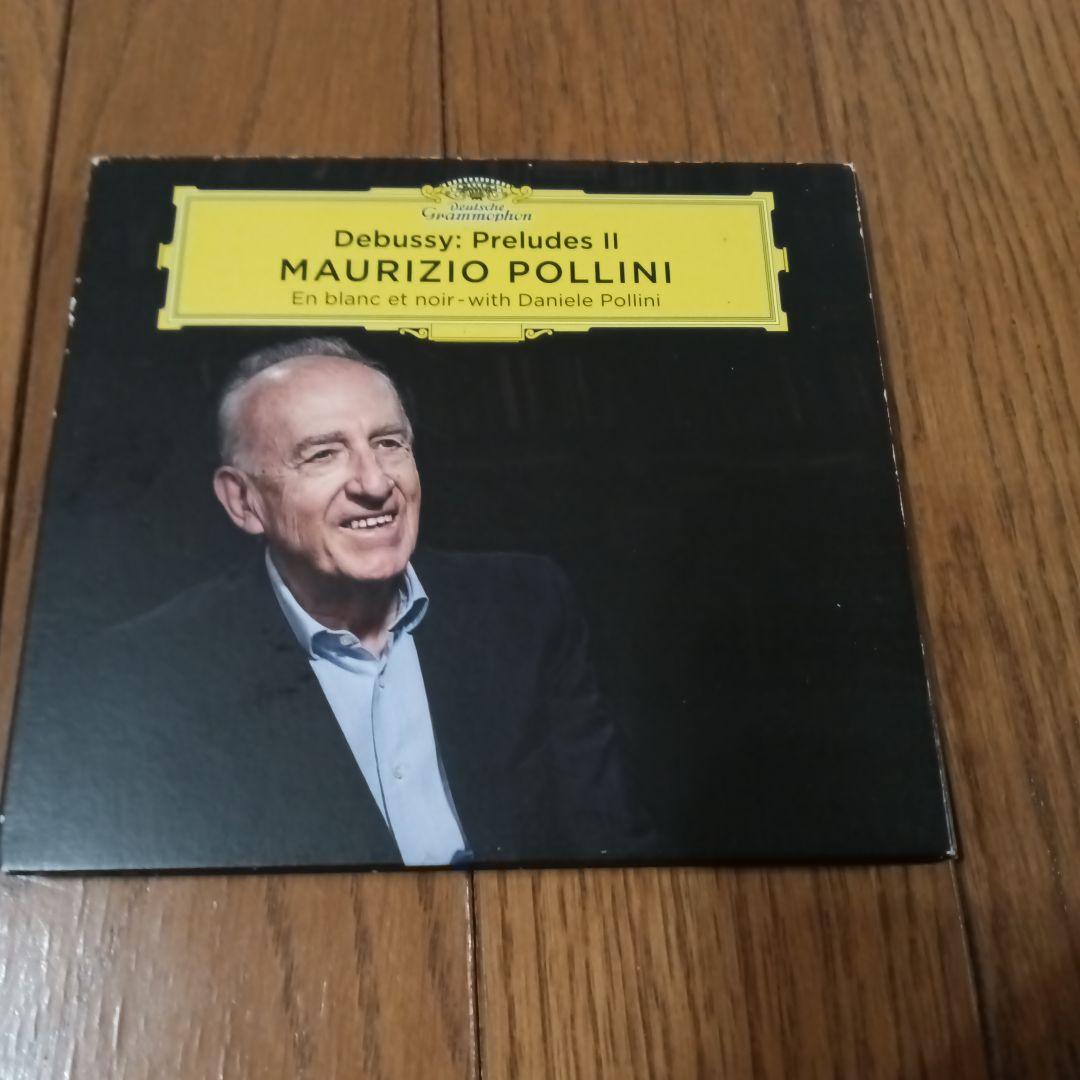 Deutsche
Grammophon
Debussy: Preludes II
MAURIZIO POLLINI
En blanc et noir - with Daniele Pollini